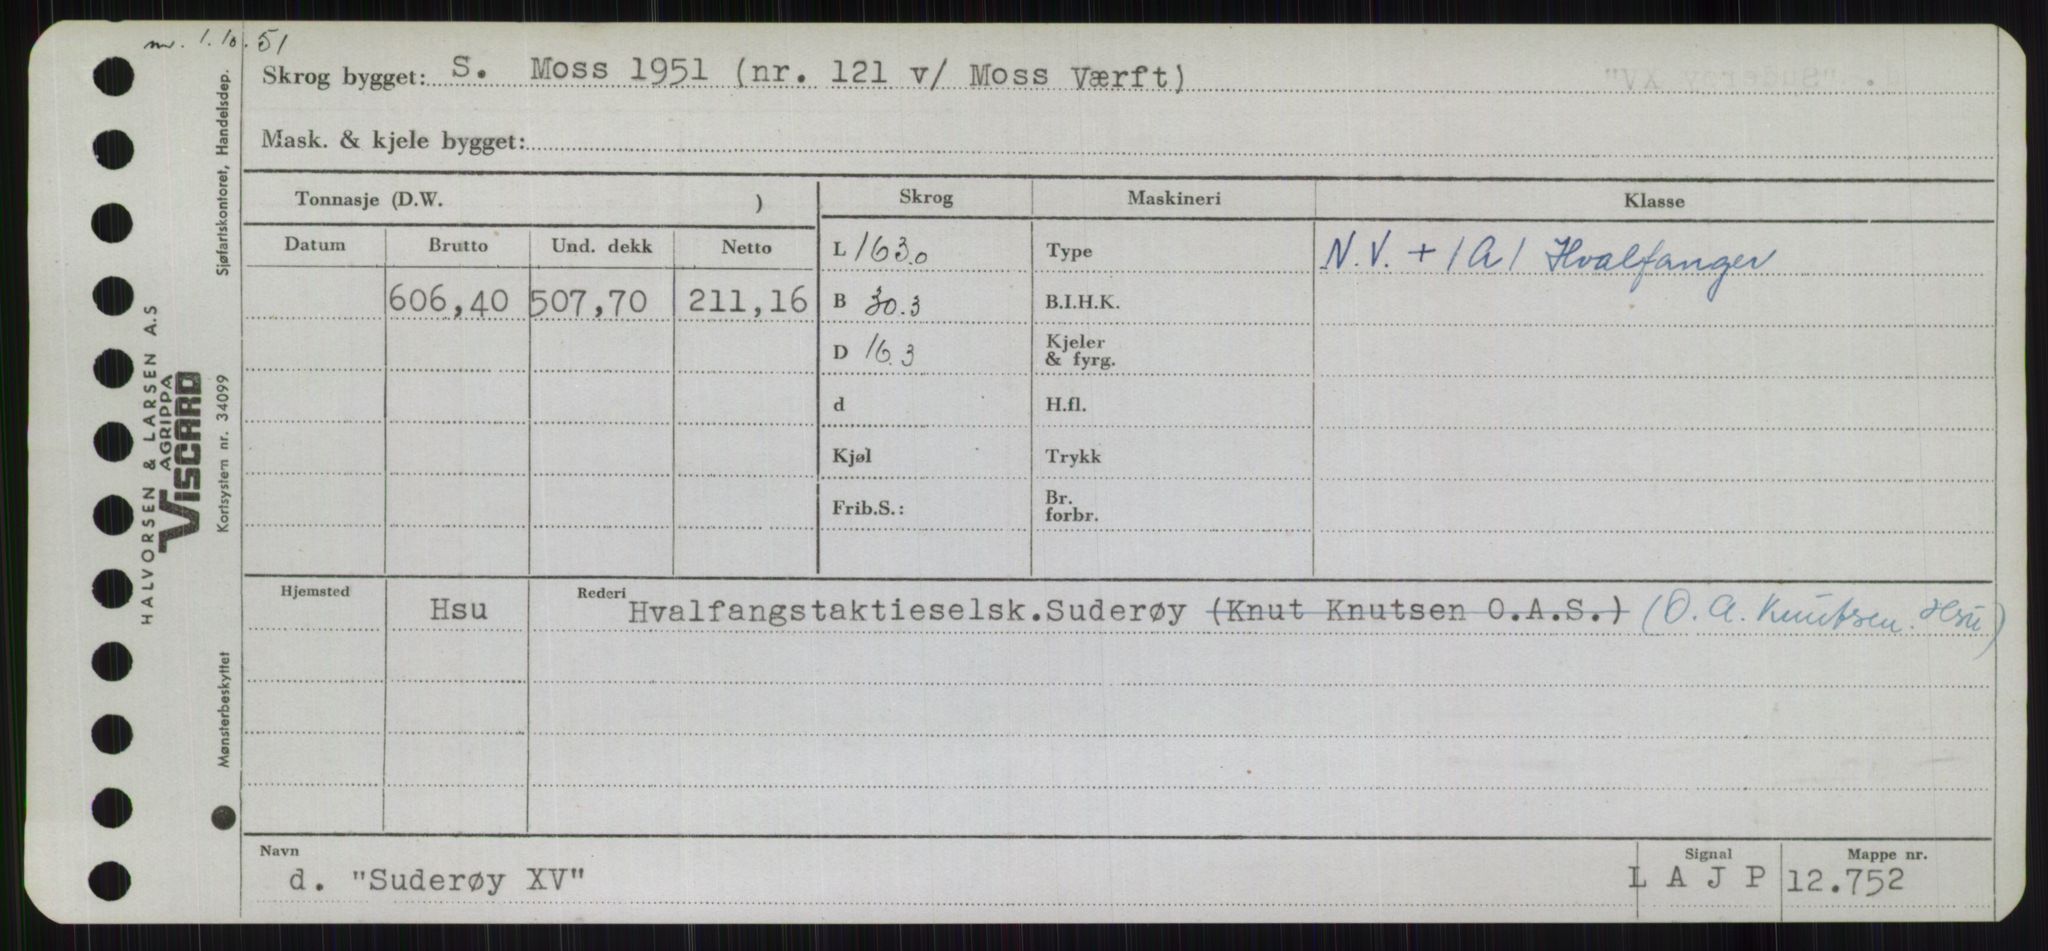 nv. 1.10.51
Skrog bygget: S. Moss 1951 (nr. 121 v/ Moss Værft)
Mask. & kjele bygget:
Tonnasje (D.W. )
Skrog
Maskineri
Klasse
Datum
Brutto
Und. dekk
Netto
L 163.0
Type
N.V. + 1A1 Hvalfanger
606,40
507,70
211,16
B 30.3
B.I.H.K.
D 16.3
Kjeler
& fyrg.
d
H.fl.
Kjøl
Trykk
Frib.S.:
Br.
forbr.
Hjemsted
Hsu
Rederi
Hvalfangstaktieselsk.Suderøy (Knut Knutsen O.A.S.) (O. A. Knutsen. Hsu)
Navn
d. "Suderøy XV"
Signal
L A J P
Mappe nr.
12.752
HALVORSEN & LARSEN A.S
AGRIPPA
VISCARD
Sjøfartskontoret, Handelsdep.
Kortsystem nr. 34099
Mønsterbeskyttet
"Suderøy XV"